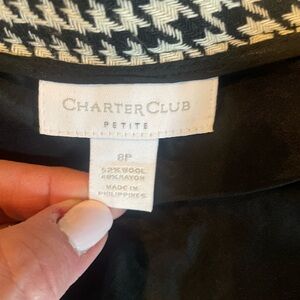 CHARTER CLUB
PETITE
8P
52% WOOL
48% RAYON
MADE IN
PHILIPPINES